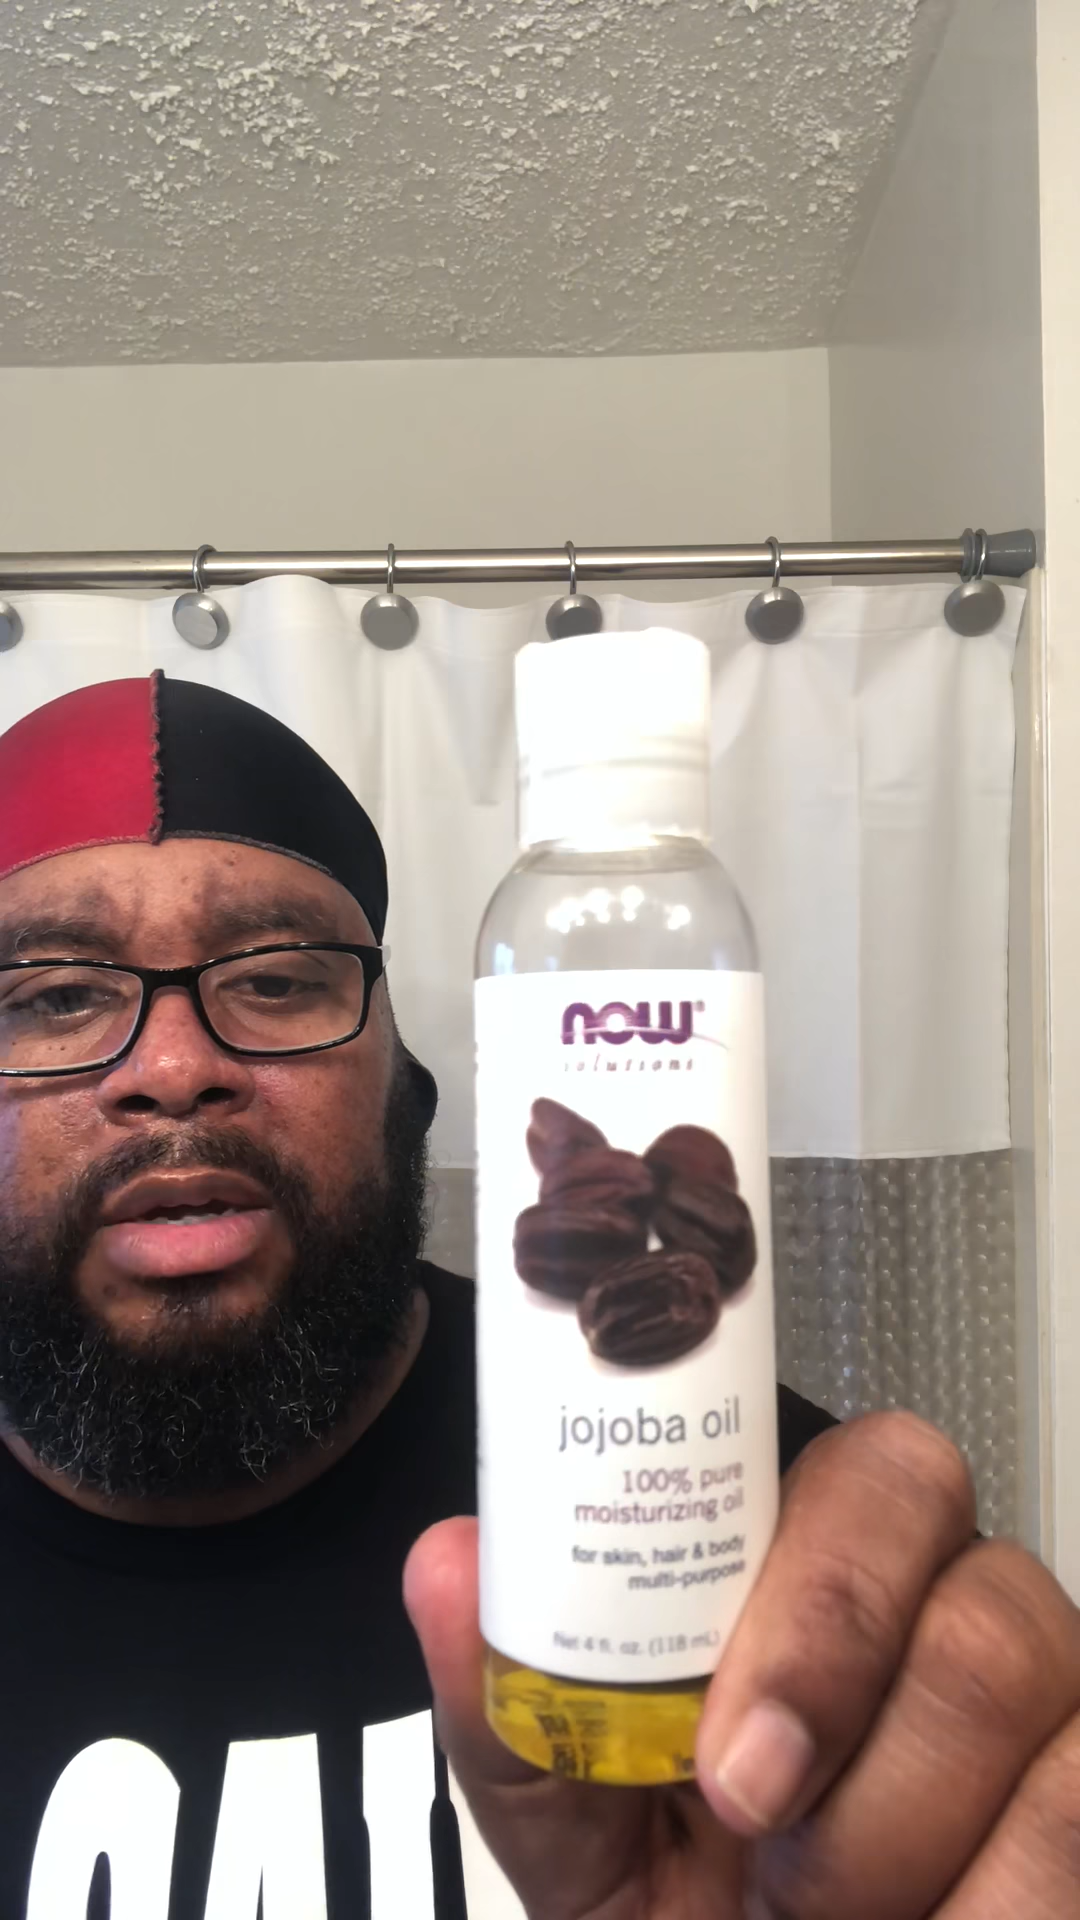 now®
solutions
jojoba oil
100% pure
moisturizing oil
for skin, hair & body
multi-purpose
Net 4 fl. oz. (118 mL)